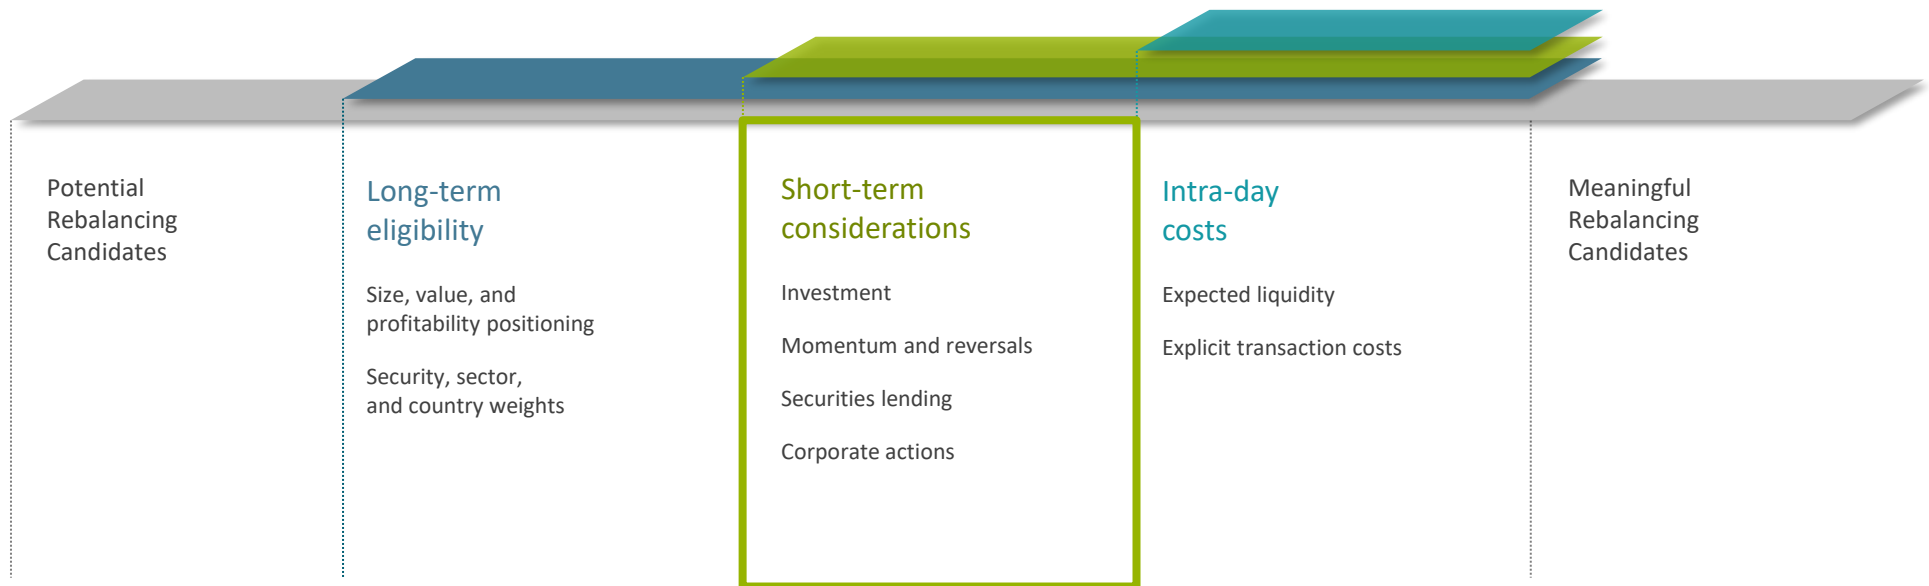 Potential
Rebalancing
Candidates
Long-term
eligibility
Size, value, and
profitability positioning
Security, sector,
and country weights
Short-term
considerations
Investment
Momentum and reversals
Securities lending
Corporate actions
Intra-day
costs
Expected liquidity
Explicit transaction costs
Meaningful
Rebalancing
Candidates